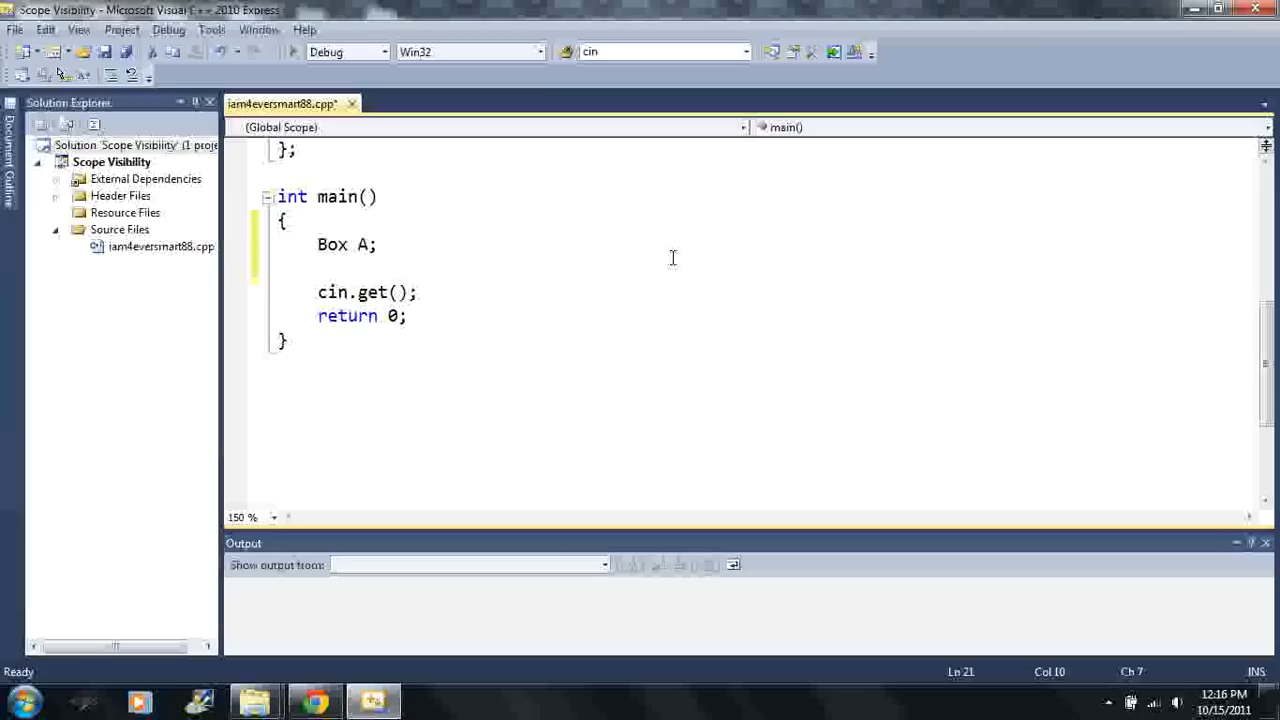 Scope Visibility - Microsoft Visual C++ 2010 Express
File Edit View Project Debug Tools Window Help
Debug Win32 cin
Solution Explorer
iam4eversmart88.cpp*
(Global Scope) main()
Document Outline
Solution 'Scope Visibility' (1 proje
Scope Visibility
External Dependencies
Header Files
Resource Files
Source Files
iam4eversmart88.cpp
};
int main()
{
Box A;
cin.get();
return 0;
}
150 %
Output
Show output from:
Ready Ln 21 Col 10 Ch 7 INS
12:16 PM
10/15/2011